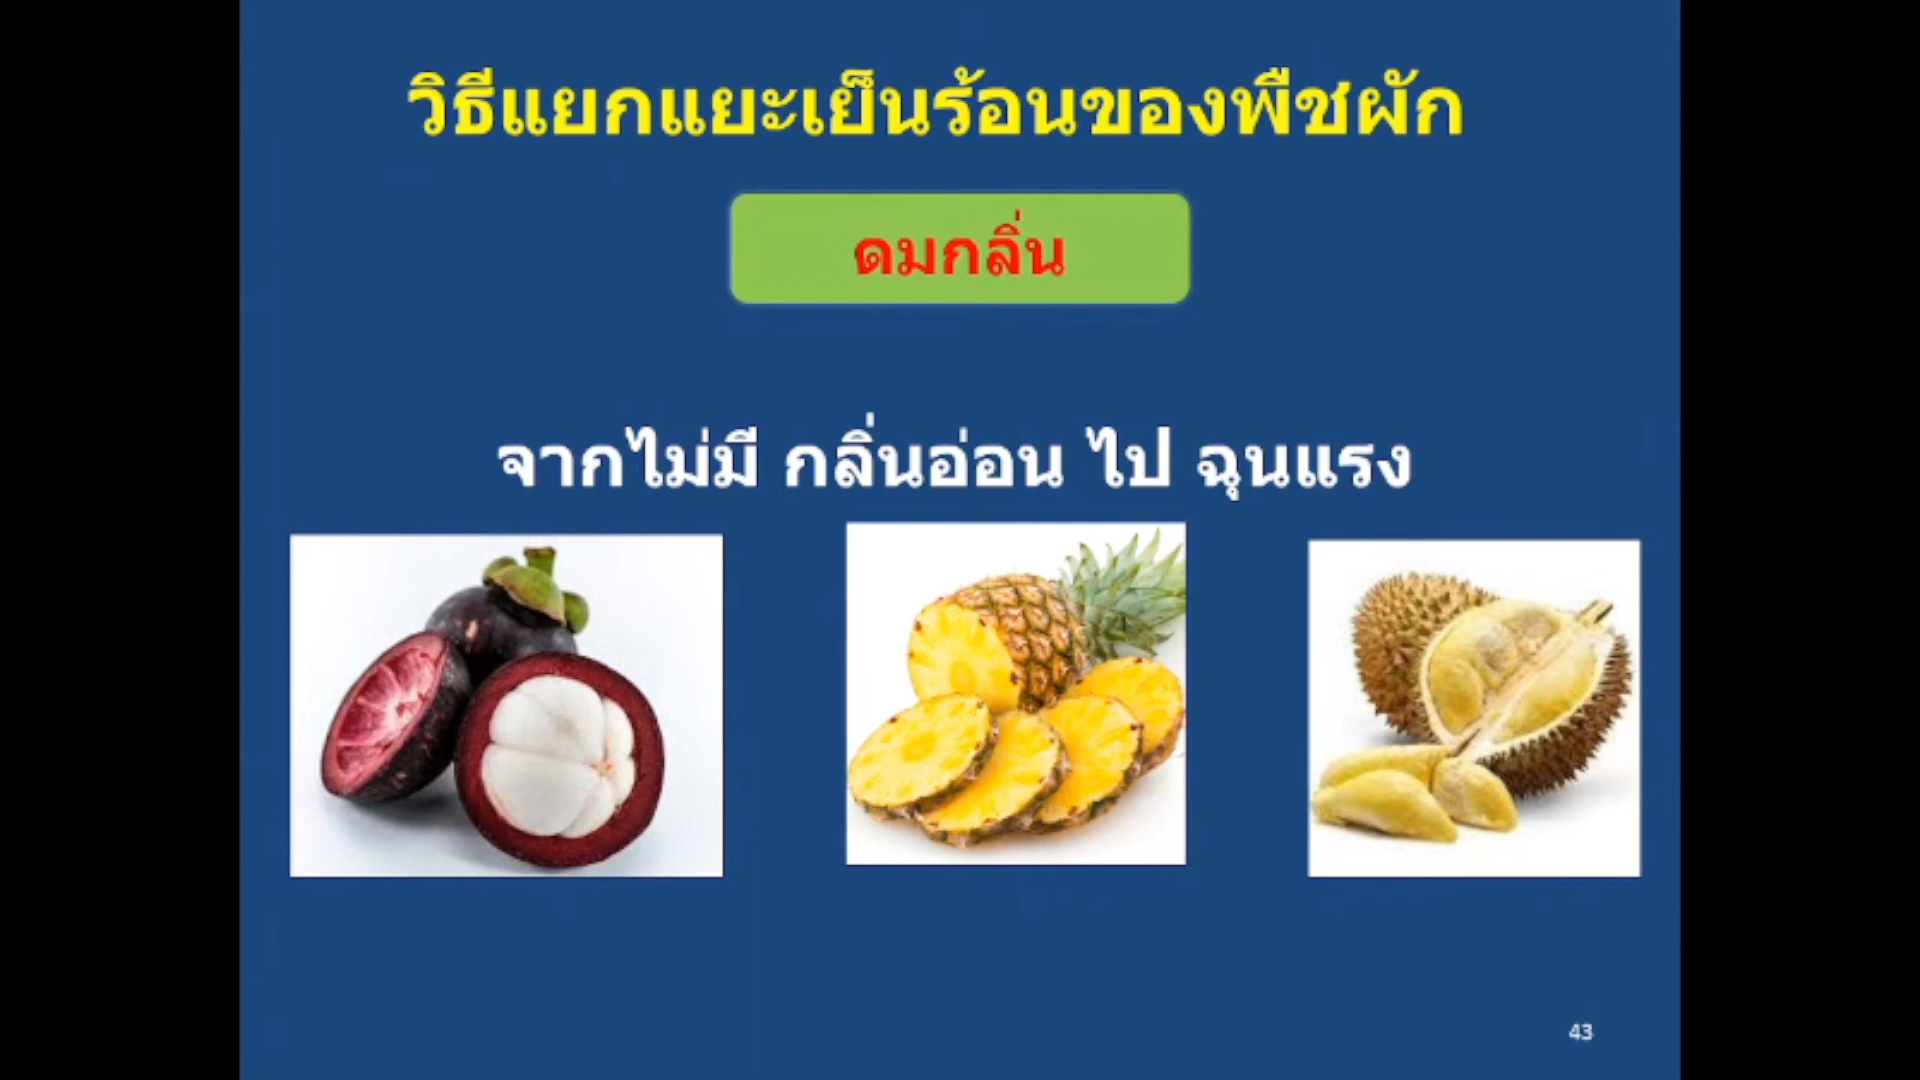 วิธีแยกแยะเย็นร้อนของพืชผัก
ดมกลิ่น
จากไม่มี กลิ่นอ่อน ไป ฉุนแรง
43